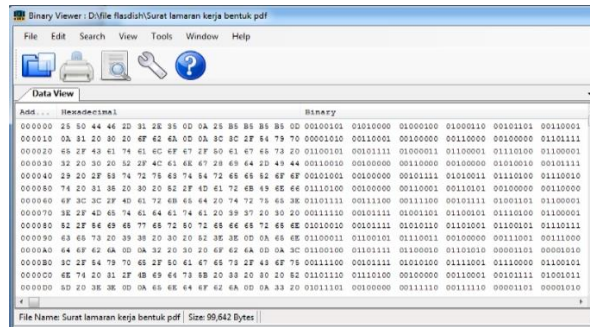 Binary Viewer : D:\file flasdish\Surat lamaran kerja bentuk pdf
File Edit Search View Tools Window Help
Data View
Add... Hexadecimal Binary
000000 25 50 44 46 2D 31 2E 35 0D 0A 25 B5 B5 B5 B5 0D 00100101 01010000 01000100 01000110 00101101 00110001
000010 0A 31 20 30 20 6F 62 6A 0D 0A 3C 3C 2F 54 79 70 00001010 00110001 00100000 00110000 00100000 01101111
000020 65 2F 43 61 74 61 6C 6F 67 2F 50 61 67 65 73 20 01100101 00101111 01000011 01100001 01110100 01100001
000030 32 20 30 20 52 2F 4C 61 6E 67 28 69 64 2D 49 44 00110010 00100000 00110000 00100000 01010010 00101111
000040 29 20 2F 53 74 72 75 63 74 54 72 65 65 52 6F 6F 00101001 00100000 00101111 01010011 01110100 01110010
000050 74 20 31 35 20 30 20 52 2F 4D 61 72 6B 49 6E 66 01110100 00100000 00110001 00110101 00100000 00110000
000060 6F 3C 3C 2F 4D 61 72 6B 65 64 20 74 72 75 65 3E 01101111 00111100 00111100 00101111 01001101 01100001
000070 3E 2F 4D 65 74 61 64 61 74 61 20 39 37 20 30 20 00111110 00101111 01001101 01100101 01110100 01100001
000080 52 2F 56 69 65 77 65 72 50 72 65 66 65 72 65 6E 01010010 00101111 01010110 01101001 01100101 01110111
000090 63 65 73 20 39 38 20 30 20 52 3E 3E 0D 0A 65 6E 01100011 01100101 01110011 00100000 00111001 00111000
0000A0 64 6F 62 6A 0D 0A 32 20 30 20 6F 62 6A 0D 0A 3C 01100100 01101111 01100010 01101010 00001101 00001010
0000B0 3C 2F 54 79 70 65 2F 50 61 67 65 73 2F 43 6F 75 00111100 00101111 01010100 01111001 01110000 01100101
0000C0 6E 74 20 31 2F 4B 69 64 73 5B 20 33 20 30 20 52 01101110 01110100 00100000 00110001 00101111 01001011
0000D0 5D 20 3E 3E 0D 0A 65 6E 64 6F 62 6A 0D 0A 33 20 01011101 00100000 00111110 00111110 00001101 00001010
File Name: Surat lamaran kerja bentuk pdf Size: 99,642 Bytes